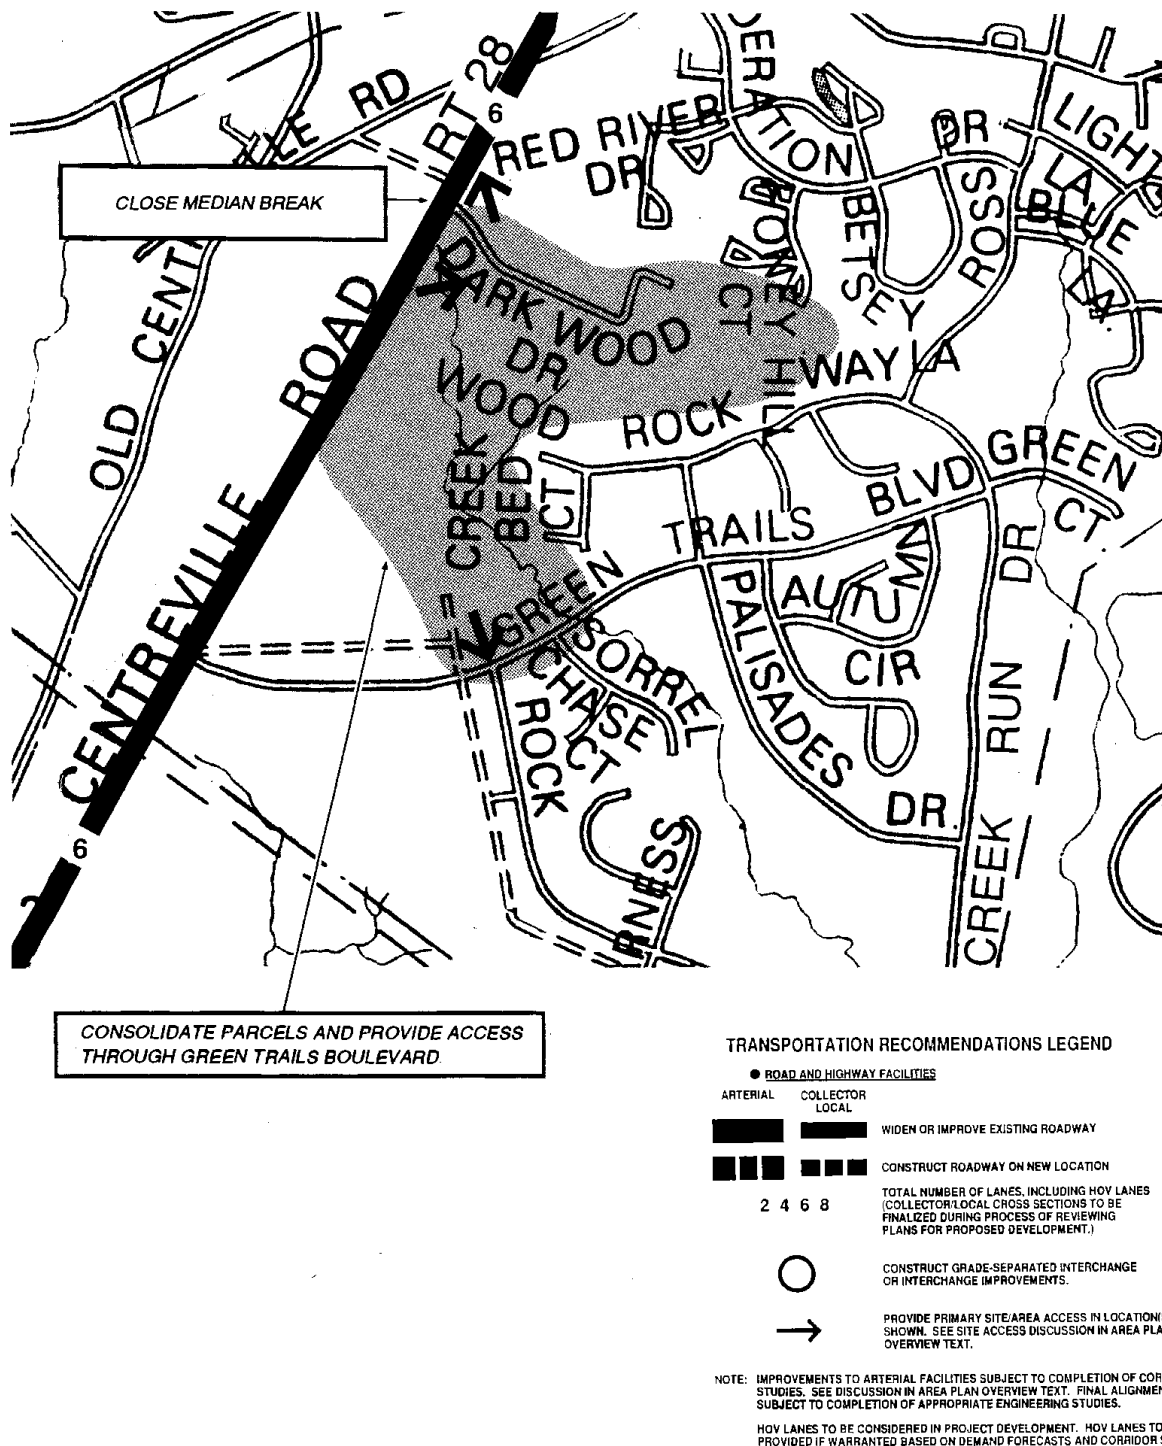 RT 28
6
RED RIVER
DR
RD
CLOSE MEDIAN BREAK
OLD
ROAD
CENTREVILLE
DARK WOOD
DR
WOOD
CREEK
BED
CT
ROMEY HILL
CT
BETSEY
ROSS
DR
LIGHT
BLUE
LA
WAY LA
ROCK
GREEN
CT
TRAILS
BLVD
GREEN
AUTUMN
CIR
PALISADES
DR
SORREL
CHASE
CT
ROCK
RNESS
CREEK RUN DR
6
CONSOLIDATE PARCELS AND PROVIDE ACCESS
THROUGH GREEN TRAILS BOULEVARD.
TRANSPORTATION RECOMMENDATIONS LEGEND
● ROAD AND HIGHWAY FACILITIES
ARTERIAL COLLECTOR
LOCAL
WIDEN OR IMPROVE EXISTING ROADWAY
CONSTRUCT ROADWAY ON NEW LOCATION
2 4 6 8
TOTAL NUMBER OF LANES, INCLUDING HOV LANES
(COLLECTOR/LOCAL CROSS SECTIONS TO BE
FINALIZED DURING PROCESS OF REVIEWING
PLANS FOR PROPOSED DEVELOPMENT.)
CONSTRUCT GRADE-SEPARATED INTERCHANGE
OR INTERCHANGE IMPROVEMENTS.
PROVIDE PRIMARY SITE/AREA ACCESS IN LOCATION(
SHOWN. SEE SITE ACCESS DISCUSSION IN AREA PLA
OVERVIEW TEXT.
NOTE: IMPROVEMENTS TO ARTERIAL FACILITIES SUBJECT TO COMPLETION OF COR
STUDIES. SEE DISCUSSION IN AREA PLAN OVERVIEW TEXT. FINAL ALIGNMEN
SUBJECT TO COMPLETION OF APPROPRIATE ENGINEERING STUDIES.
HOV LANES TO BE CONSIDERED IN PROJECT DEVELOPMENT. HOV LANES TO
PROVIDED IF WARRANTED BASED ON DEMAND FORECASTS AND CORRIDOR S